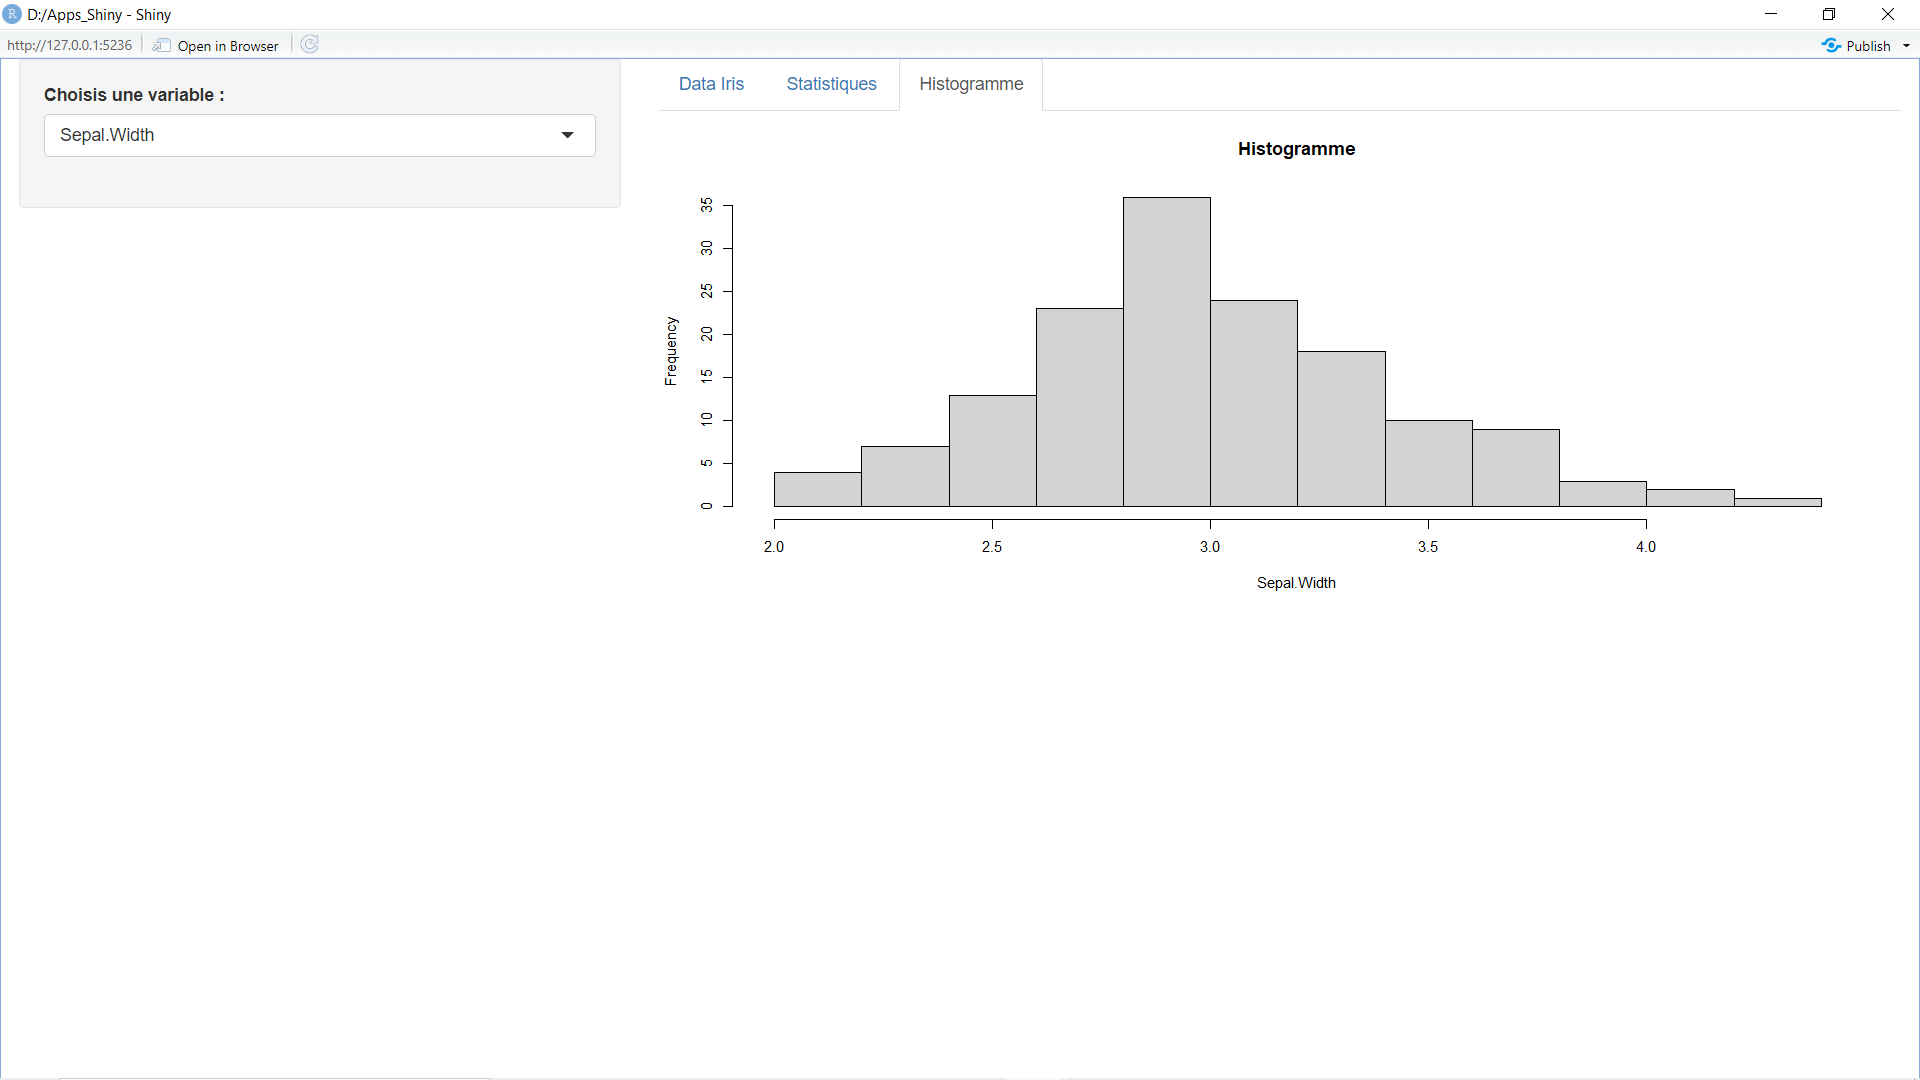 D:/Apps_Shiny - Shiny
http://127.0.0.1:5236
Open in Browser
Publish
Choisis une variable :
Sepal.Width
Data Iris
Statistiques
Histogramme
Histogramme
Frequency
35
30
25
20
15
10
5
0
2.0
2.5
3.0
3.5
4.0
Sepal.Width